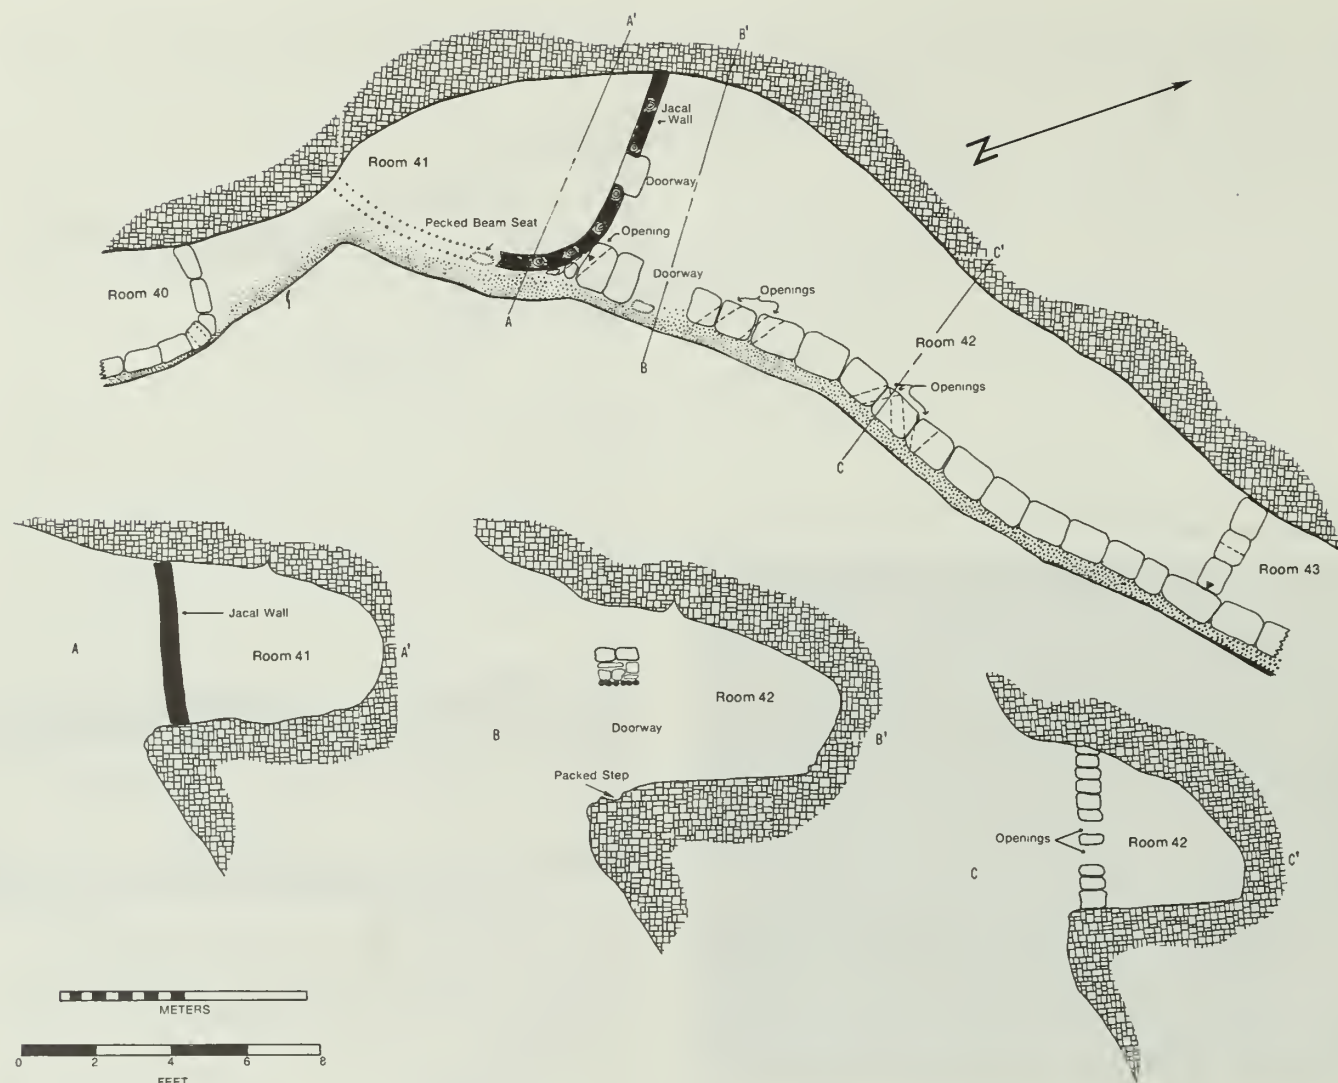 A'
B'
Jacal
Wall
N
Room 41
Doorway
Pecked Beam Seat
Opening
Doorway
C'
Room 40
Openings
A
Room 42
B
Openings
C
Room 43
Jacal Wall
A
Room 41
A'
Room 42
B
Doorway
B'
Packed Step
Openings
Room 42
C
C'
METERS
0 2 4 6 8
FEET